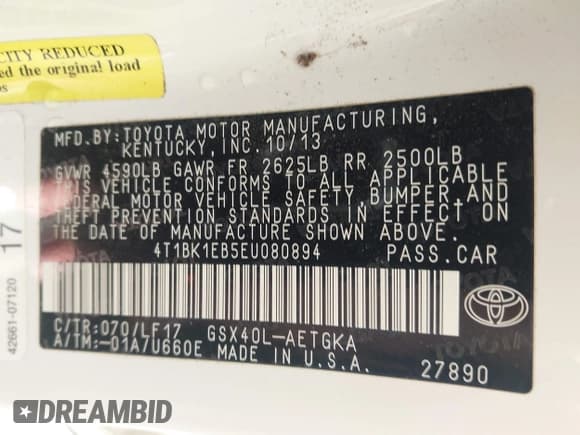 CITY REDUCED
ed the original load
os
MFD.BY:TOYOTA MOTOR MANUFACTURING,
KENTUCKY, INC. 10/13
GVWR 4590LB GAWR FR 2625LB RR 2500LB
THIS VEHICLE CONFORMS TO ALL APPLICABLE
FEDERAL MOTOR VEHICLE SAFETY, BUMPER, AND
THEFT PREVENTION STANDARDS IN EFFECT ON
THE DATE OF MANUFACTURE SHOWN ABOVE.
4T1BK1EB5EU080894 PASS.CAR
C/TR:070/LF17 GSX40L-AETGKA
A/TM:-01A7U660E MADE IN U.S.A.
TOYOTA
27890
17
42661-07120
DREAMBID